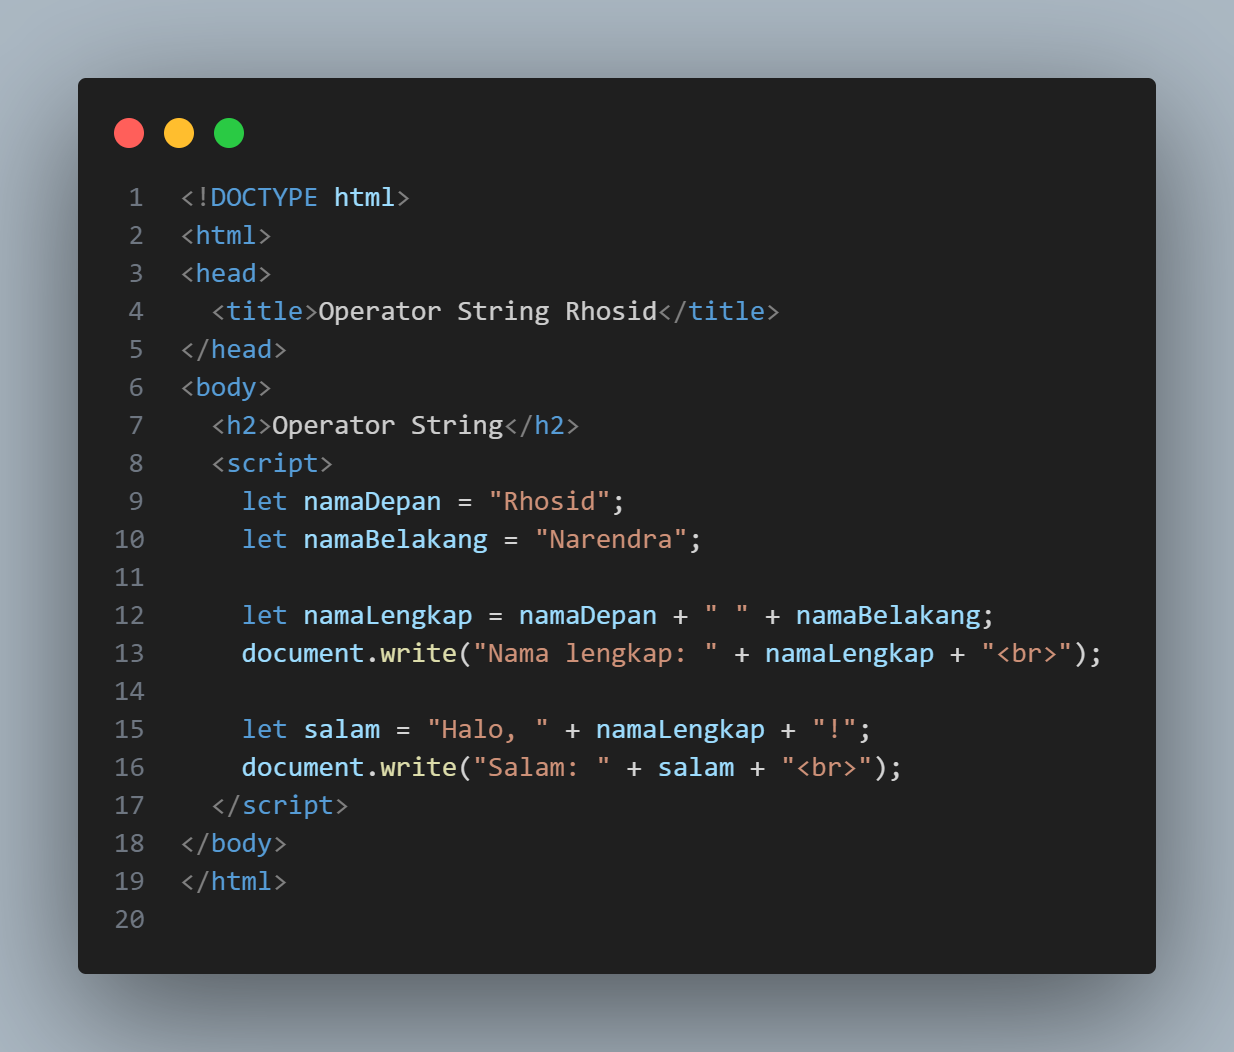 1 <!DOCTYPE html>
2 <html>
3 <head>
4   <title>Operator String Rhosid</title>
5 </head>
6 <body>
7   <h2>Operator String</h2>
8   <script>
9     let namaDepan = "Rhosid";
10     let namaBelakang = "Narendra";
11
12     let namaLengkap = namaDepan + " " + namaBelakang;
13     document.write("Nama lengkap: " + namaLengkap + "<br>");
14
15     let salam = "Halo, " + namaLengkap + "!";
16     document.write("Salam: " + salam + "<br>");
17   </script>
18 </body>
19 </html>
20